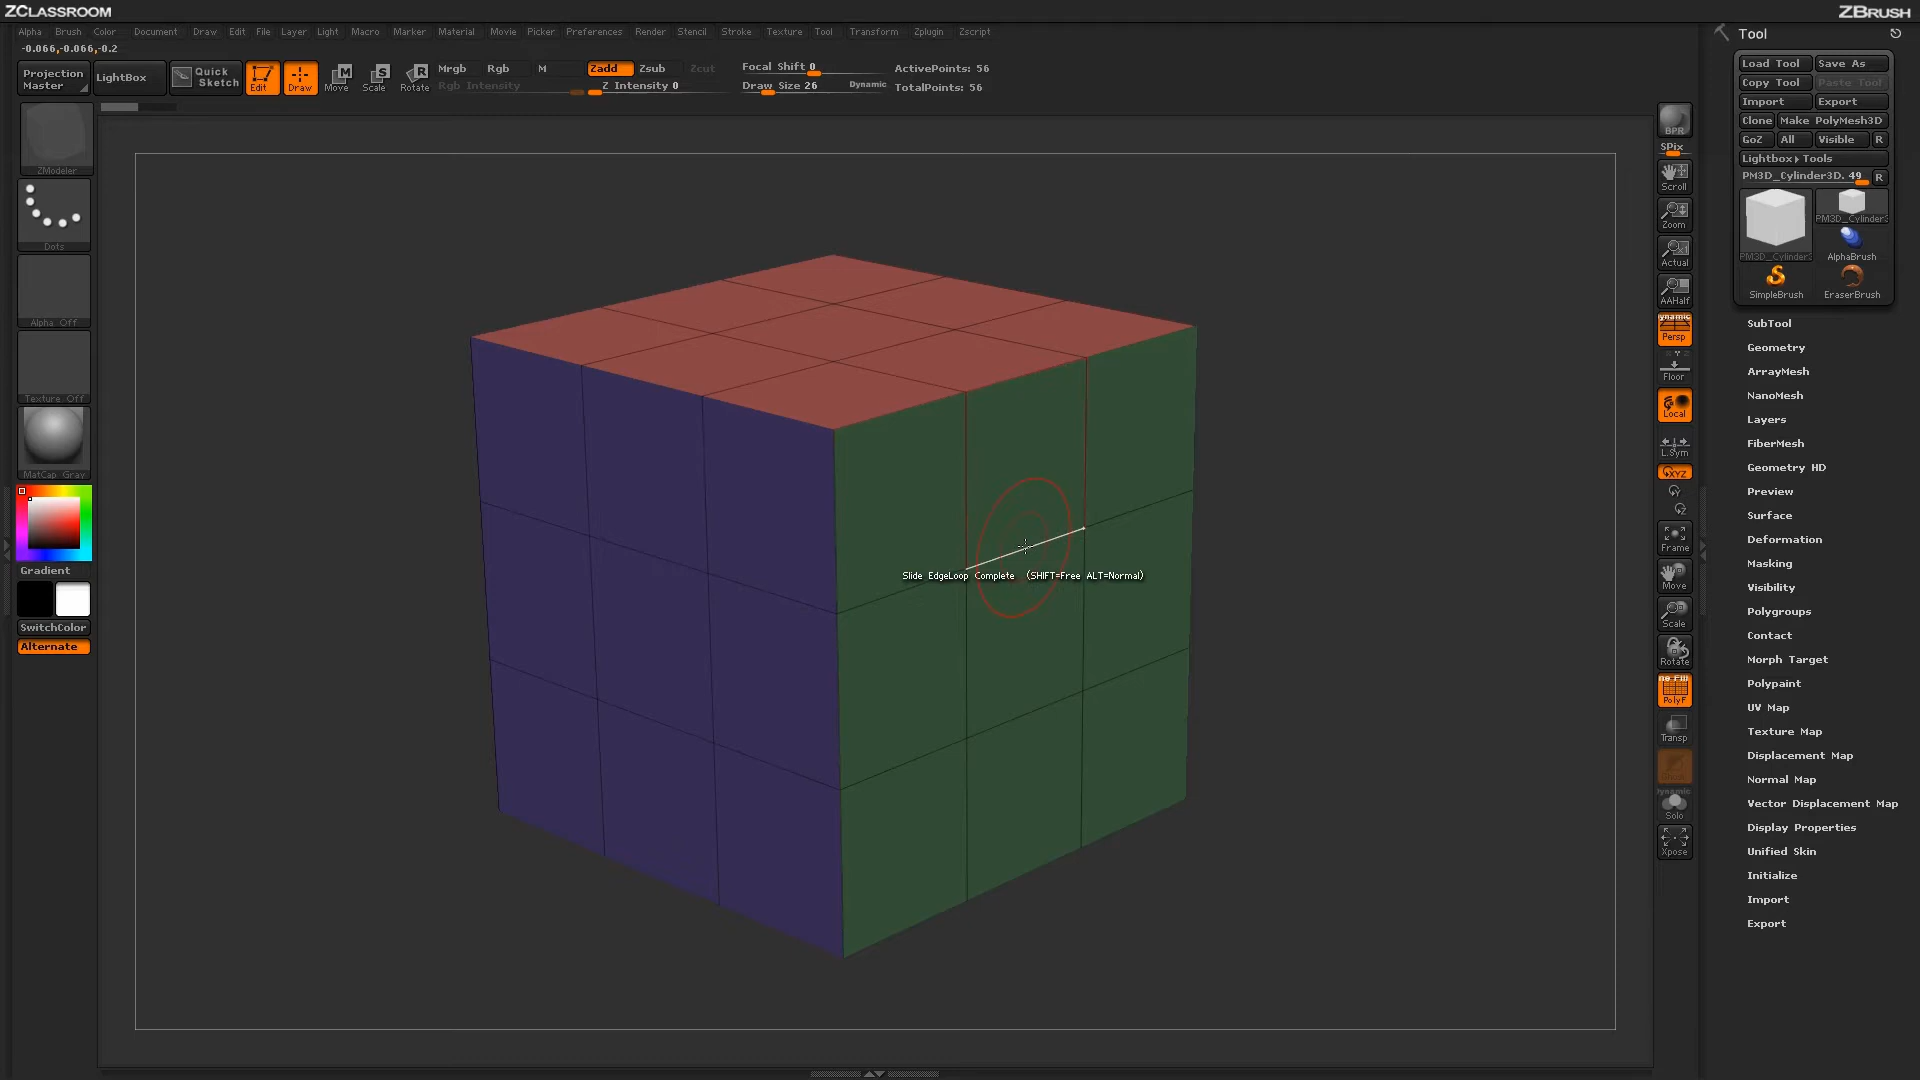 ZCLASSROOM
ZBRUSH
Alpha Brush Color Document Draw Edit File Layer Light Macro Marker Material Movie Picker Preferences Render Stencil Stroke Texture Tool Transform Zplugin Zscript
-0.066,-0.066,-0.2
Projection Master
LightBox
Quick Sketch
Edit
Draw
Move
Scale
Rotate
Mrgb Rgb M
Rgb Intensity
Zadd Zsub Zcut
Z Intensity 0
Focal Shift 0
Draw Size 26
Dynamic
ActivePoints: 56
TotalPoints: 56
ZModeler
Dots
Alpha Off
Texture Off
MatCap Gray
Gradient
SwitchColor
Alternate
Slide EdgeLoop Complete (SHIFT=Free ALT=Normal)
BPR
SPix
Scroll
Zoom
Actual
AAHalf
Persp
Floor
Local
L.Sym
XYZ
Frame
Move
Scale
Rotate
PolyF
Transp
Dynamic
Solo
Xpose
Tool
Load Tool Save As
Copy Tool Paste Tool
Import Export
Clone Make PolyMesh3D
GoZ All Visible R
Lightbox▸Tools
PM3D_Cylinder3D. 49 R
PM3D_Cylinder3
PM3D_Cylinder3
AlphaBrush
SimpleBrush
EraserBrush
SubTool
Geometry
ArrayMesh
NanoMesh
Layers
FiberMesh
Geometry HD
Preview
Surface
Deformation
Masking
Visibility
Polygroups
Contact
Morph Target
Polypaint
UV Map
Texture Map
Displacement Map
Normal Map
Vector Displacement Map
Display Properties
Unified Skin
Initialize
Import
Export